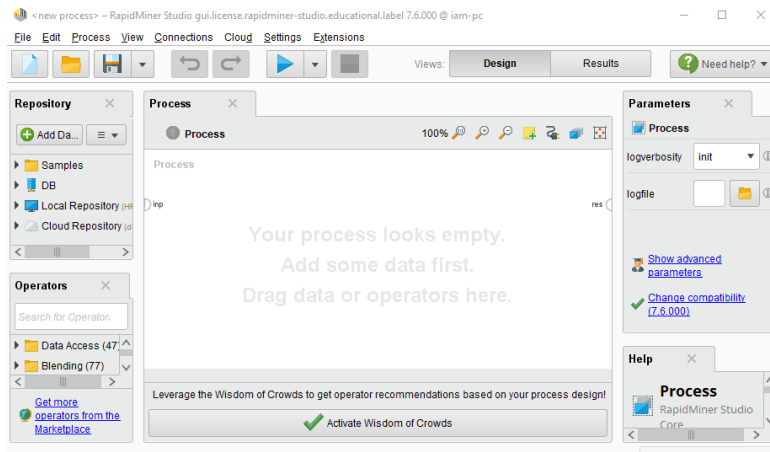 <new process> – RapidMiner Studio gui.license.rapidminer-studio.educational.label 7.6.000 @ iam-pc
File Edit Process View Connections Cloud Settings Extensions
Views: Design Results Need help?
Repository
Add Da...
Samples
DB
Local Repository
Cloud Repository
Operators
Search for Operator
Data Access (47
Blending (77)
Get more
operators from the
Marketplace
Process
Process
100%
Process
inp
res
Your process looks empty.
Add some data first.
Drag data or operators here.
Leverage the Wisdom of Crowds to get operator recommendations based on your process design!
Activate Wisdom of Crowds
Parameters
Process
logverbosity init
logfile
Show advanced
parameters
Change compatibility
(7.6.000)
Help
Process
RapidMiner Studio
Core